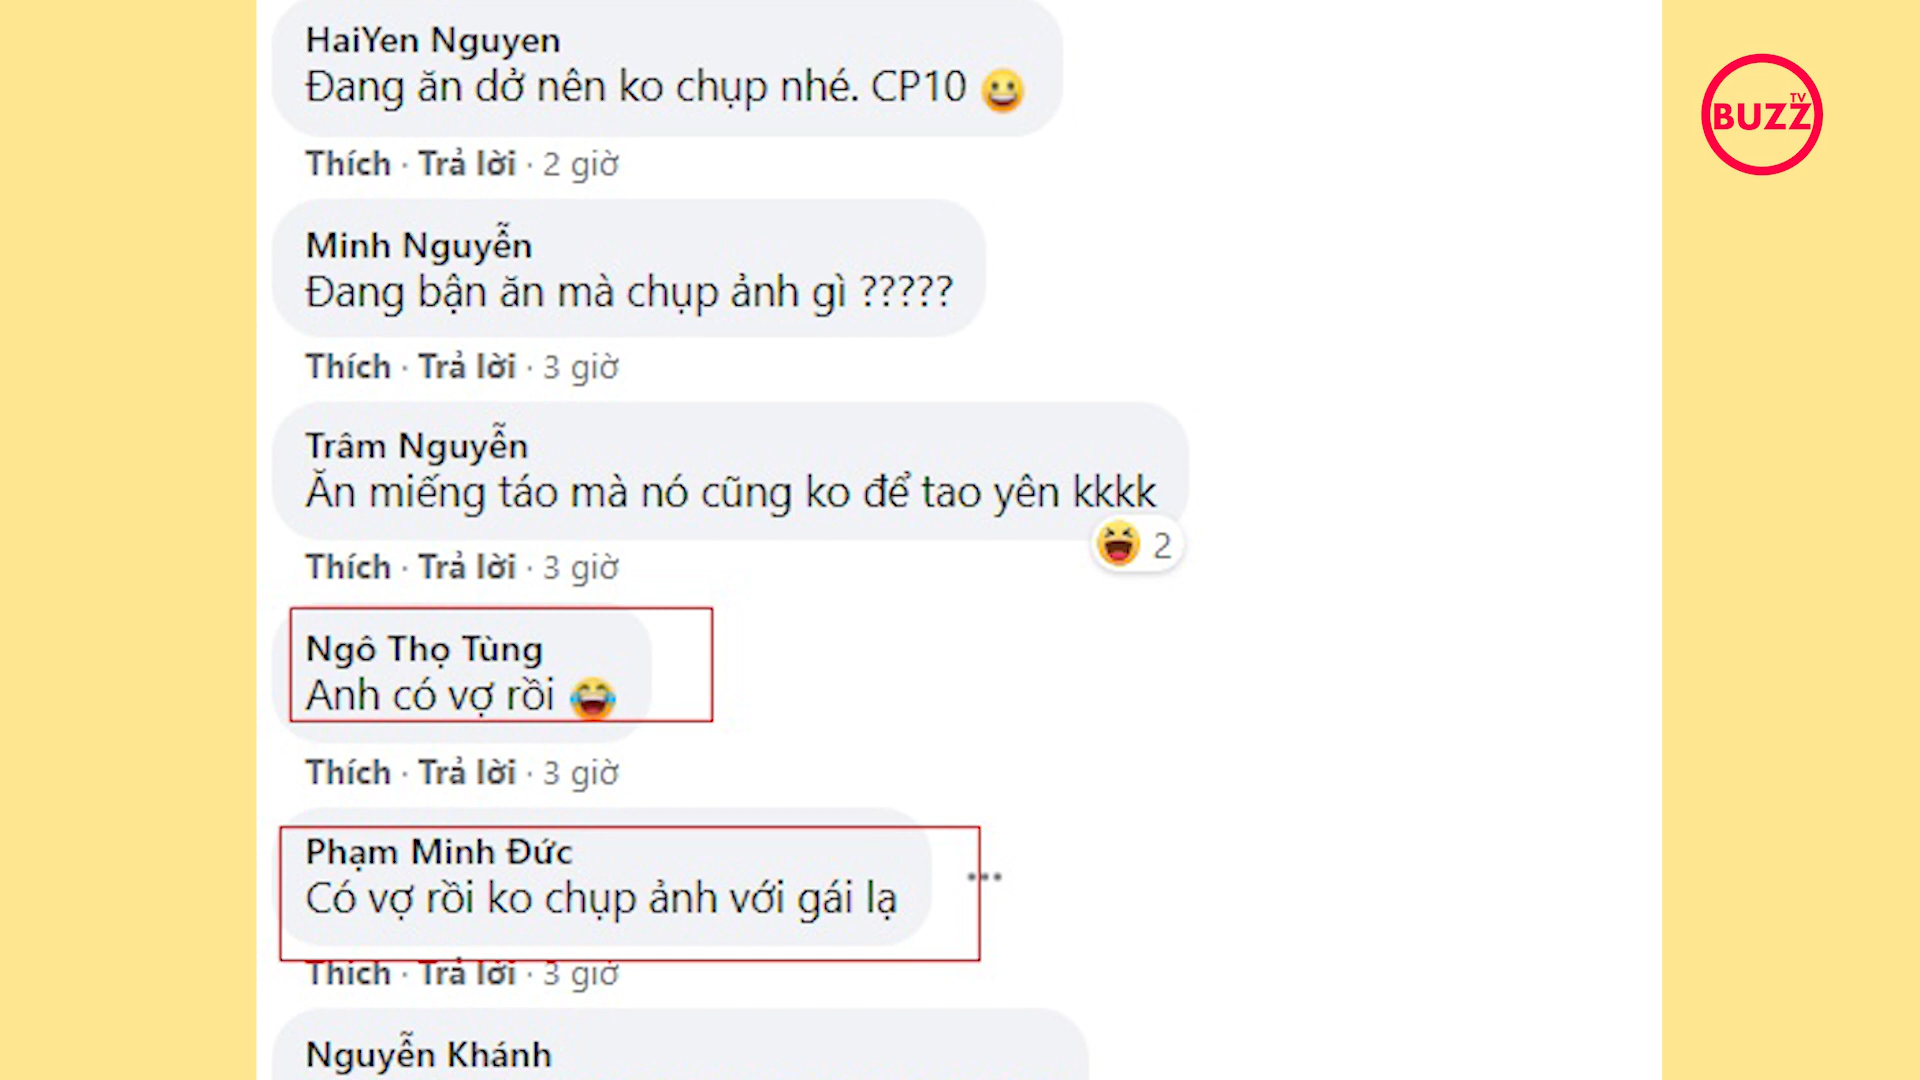 HaiYen Nguyen
Đang ăn dở nên ko chụp nhé. CP10 😀
Thích · Trả lời · 2 giờ
Minh Nguyễn
Đang bận ăn mà chụp ảnh gì ?????
Thích · Trả lời · 3 giờ
Trâm Nguyễn
Ăn miếng táo mà nó cũng ko để tao yên kkkk
2
Thích · Trả lời · 3 giờ
Ngô Thọ Tùng
Anh có vợ rồi 😂
Thích · Trả lời · 3 giờ
Phạm Minh Đức
Có vợ rồi ko chụp ảnh với gái lạ
Thích · Trả lời · 3 giờ
Nguyễn Khánh
BUZZ TV